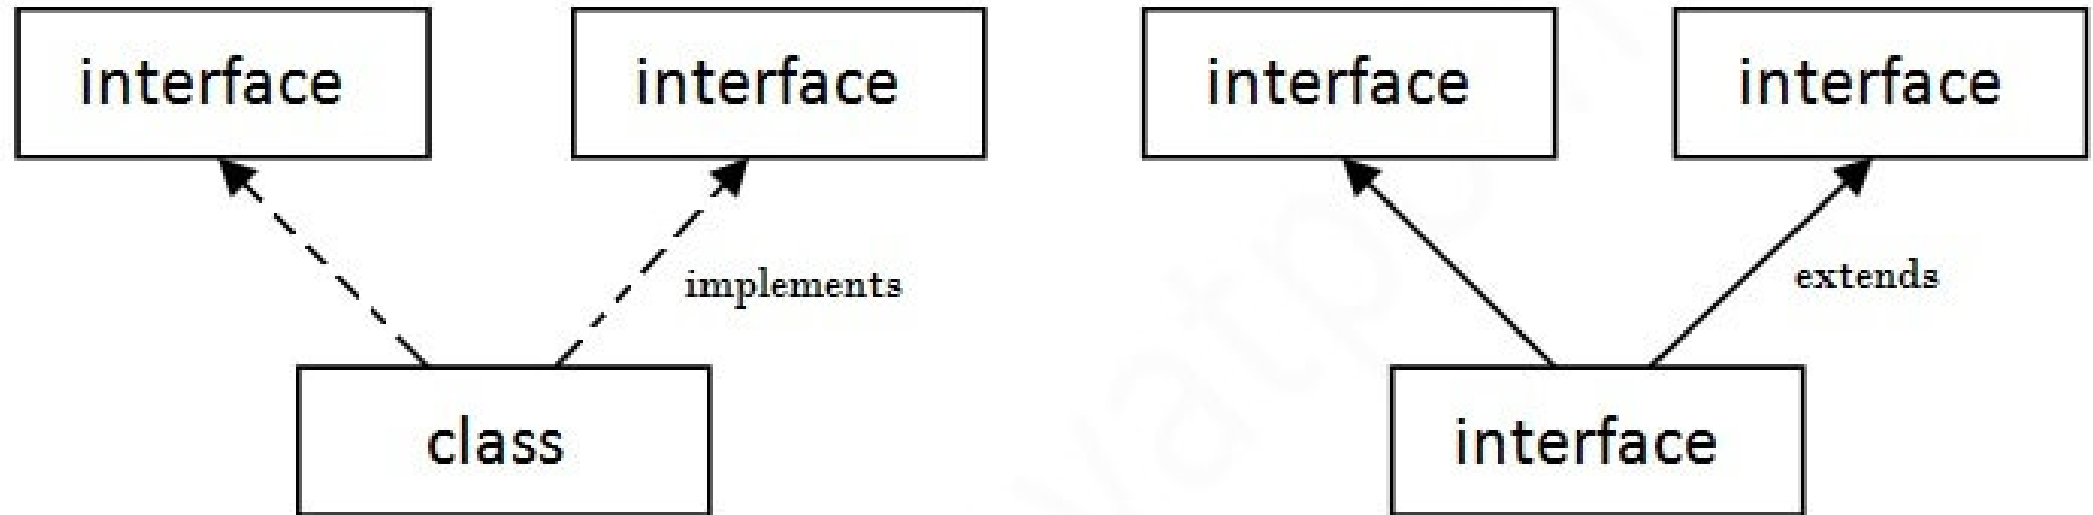 interface
interface
interface
interface
implements
extends
class
interface